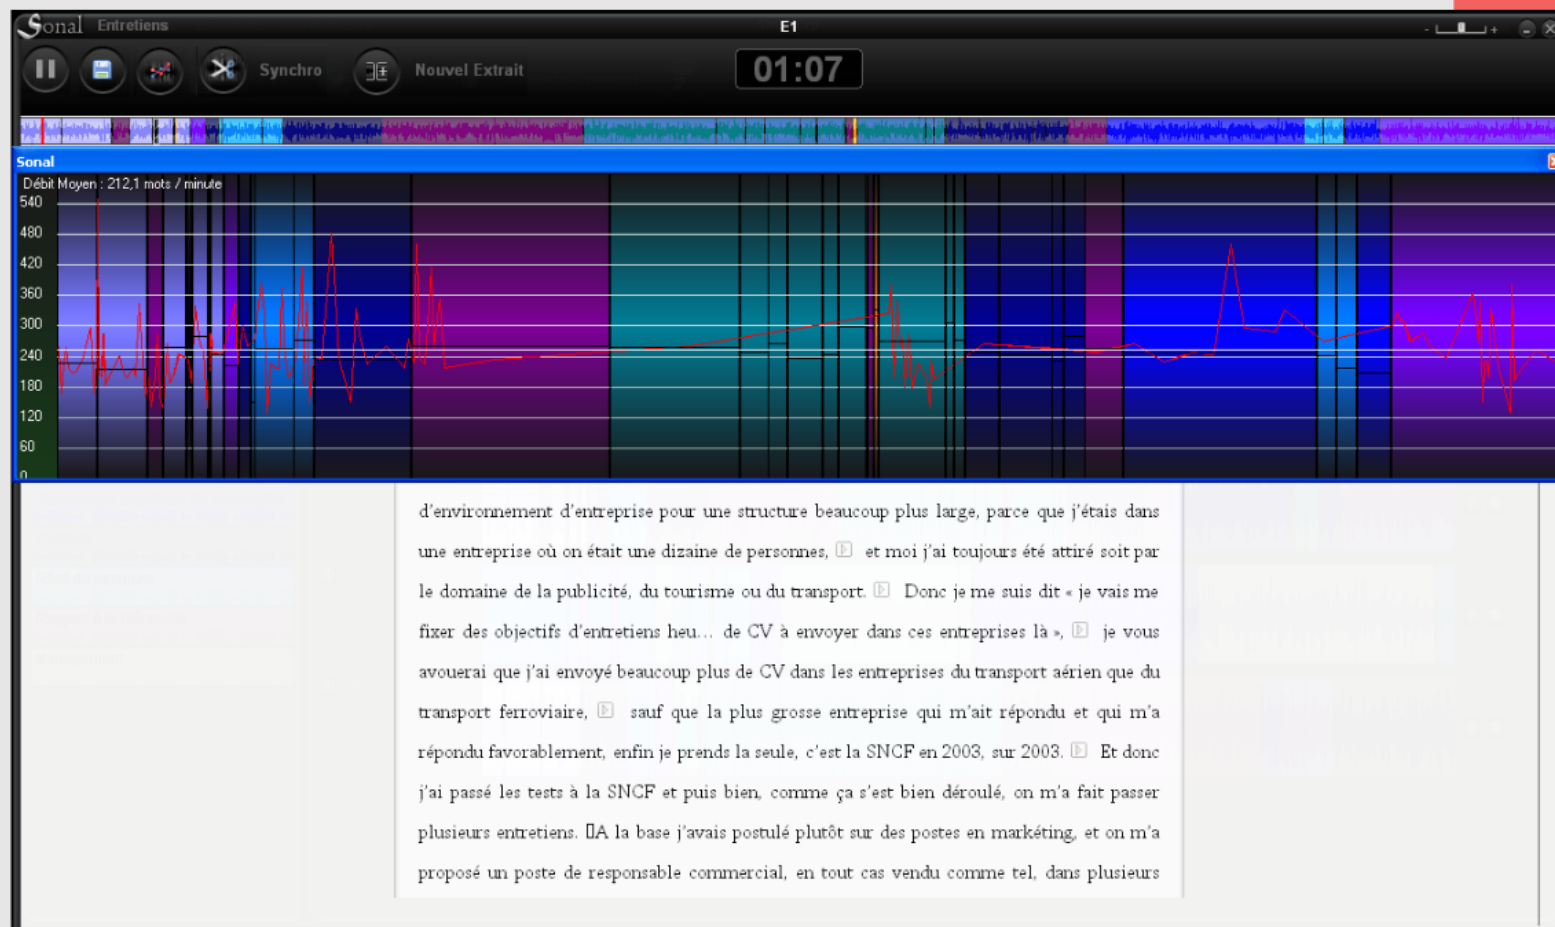 Sonal Entretiens
E1
- +
Synchro
Nouvel Extrait
01:07
Sonal
Débit Moyen : 212,1 mots / minute
540
480
420
360
300
240
180
120
60
0
d'environnement d'entreprise pour une structure beaucoup plus large, parce que j'étais dans
une entreprise où on était une dizaine de personnes, et moi j'ai toujours été attiré soit par
le domaine de la publicité, du tourisme ou du transport. Donc je me suis dit « je vais me
fixer des objectifs d'entretiens heu... de CV à envoyer dans ces entreprises là », je vous
avouerai que j'ai envoyé beaucoup plus de CV dans les entreprises du transport aérien que du
transport ferroviaire, sauf que la plus grosse entreprise qui m'ait répondu et qui m'a
répondu favorablement, enfin je prends la seule, c'est la SNCF en 2003, sur 2003. Et donc
j'ai passé les tests à la SNCF et puis bien, comme ça s'est bien déroulé, on m'a fait passer
plusieurs entretiens. A la base j'avais postulé plutôt sur des postes en markéting, et on m'a
proposé un poste de responsable commercial, en tout cas vendu comme tel, dans plusieurs